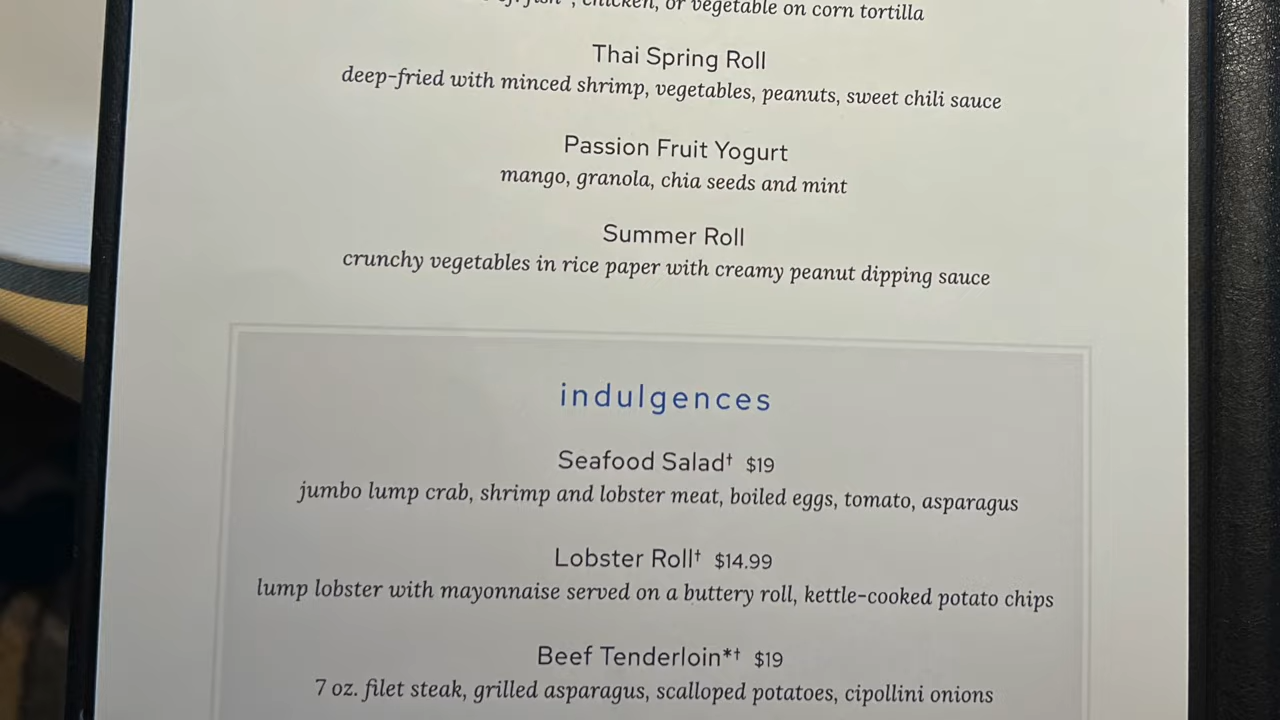 chicken, or vegetable on corn tortilla
Thai Spring Roll
deep-fried with minced shrimp, vegetables, peanuts, sweet chili sauce
Passion Fruit Yogurt
mango, granola, chia seeds and mint
Summer Roll
crunchy vegetables in rice paper with creamy peanut dipping sauce
indulgences
Seafood Salad† $19
jumbo lump crab, shrimp and lobster meat, boiled eggs, tomato, asparagus
Lobster Roll† $14.99
lump lobster with mayonnaise served on a buttery roll, kettle-cooked potato chips
Beef Tenderloin*† $19
7 oz. filet steak, grilled asparagus, scalloped potatoes, cipollini onions